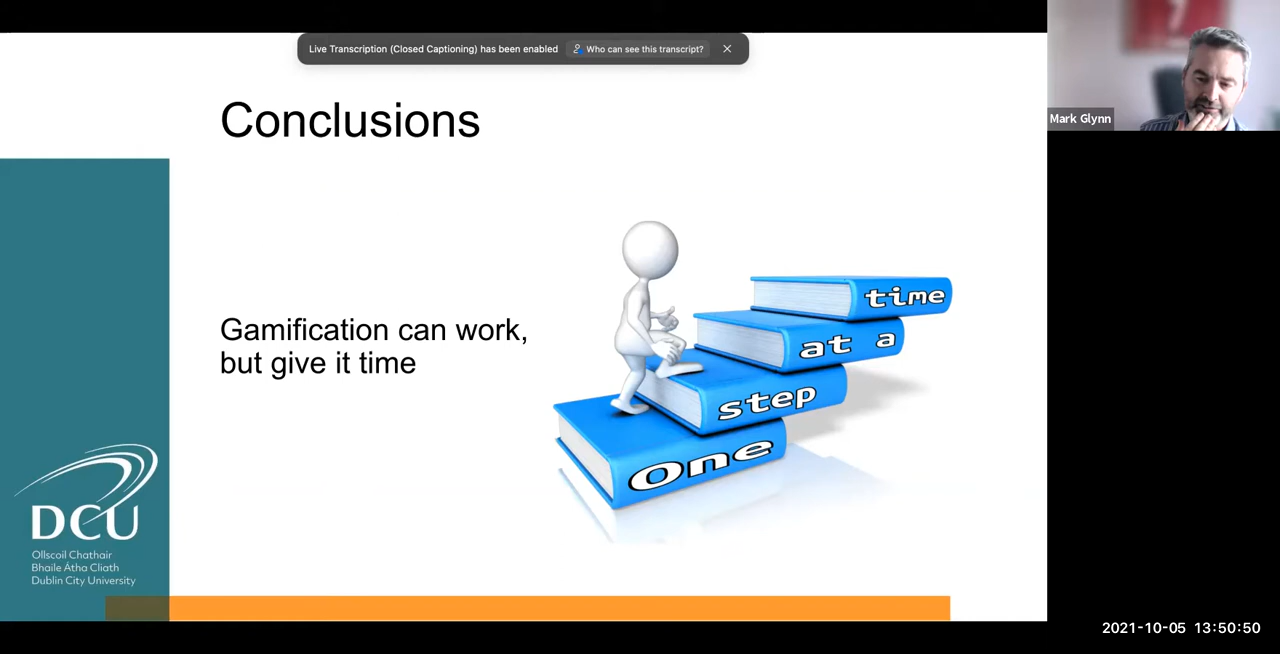 Live Transcription (Closed Captioning) has been enabled
Who can see this transcript?
Mark Glynn
Conclusions
Gamification can work,
but give it time
time
at a
step
One
DCU
Ollscoil Chathair
Bhaile Átha Cliath
Dublin City University
2021-10-05 13:50:50